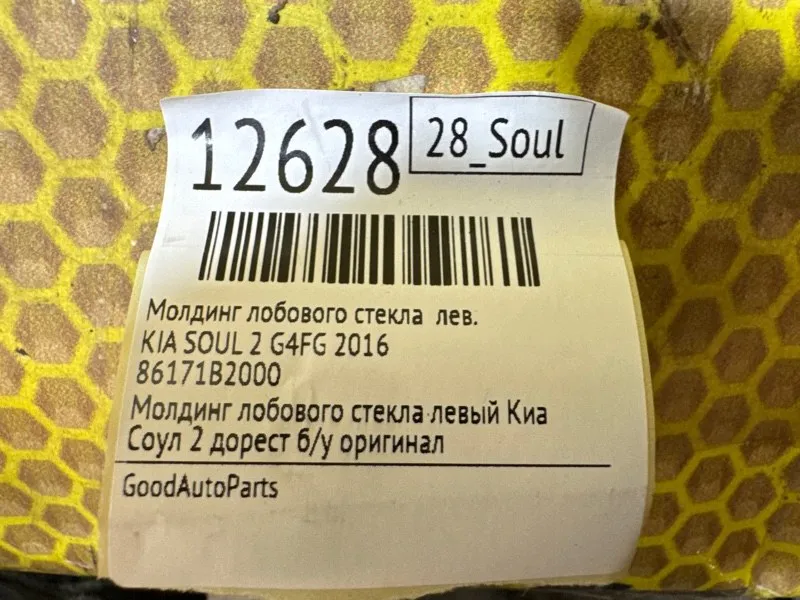 12628
28_Soul
Молдинг лобового стекла лев.
KIA SOUL 2 G4FG 2016
86171B2000
Молдинг лобового стекла левый Киа
Соул 2 дорест б/у оригинал
GoodAutoParts